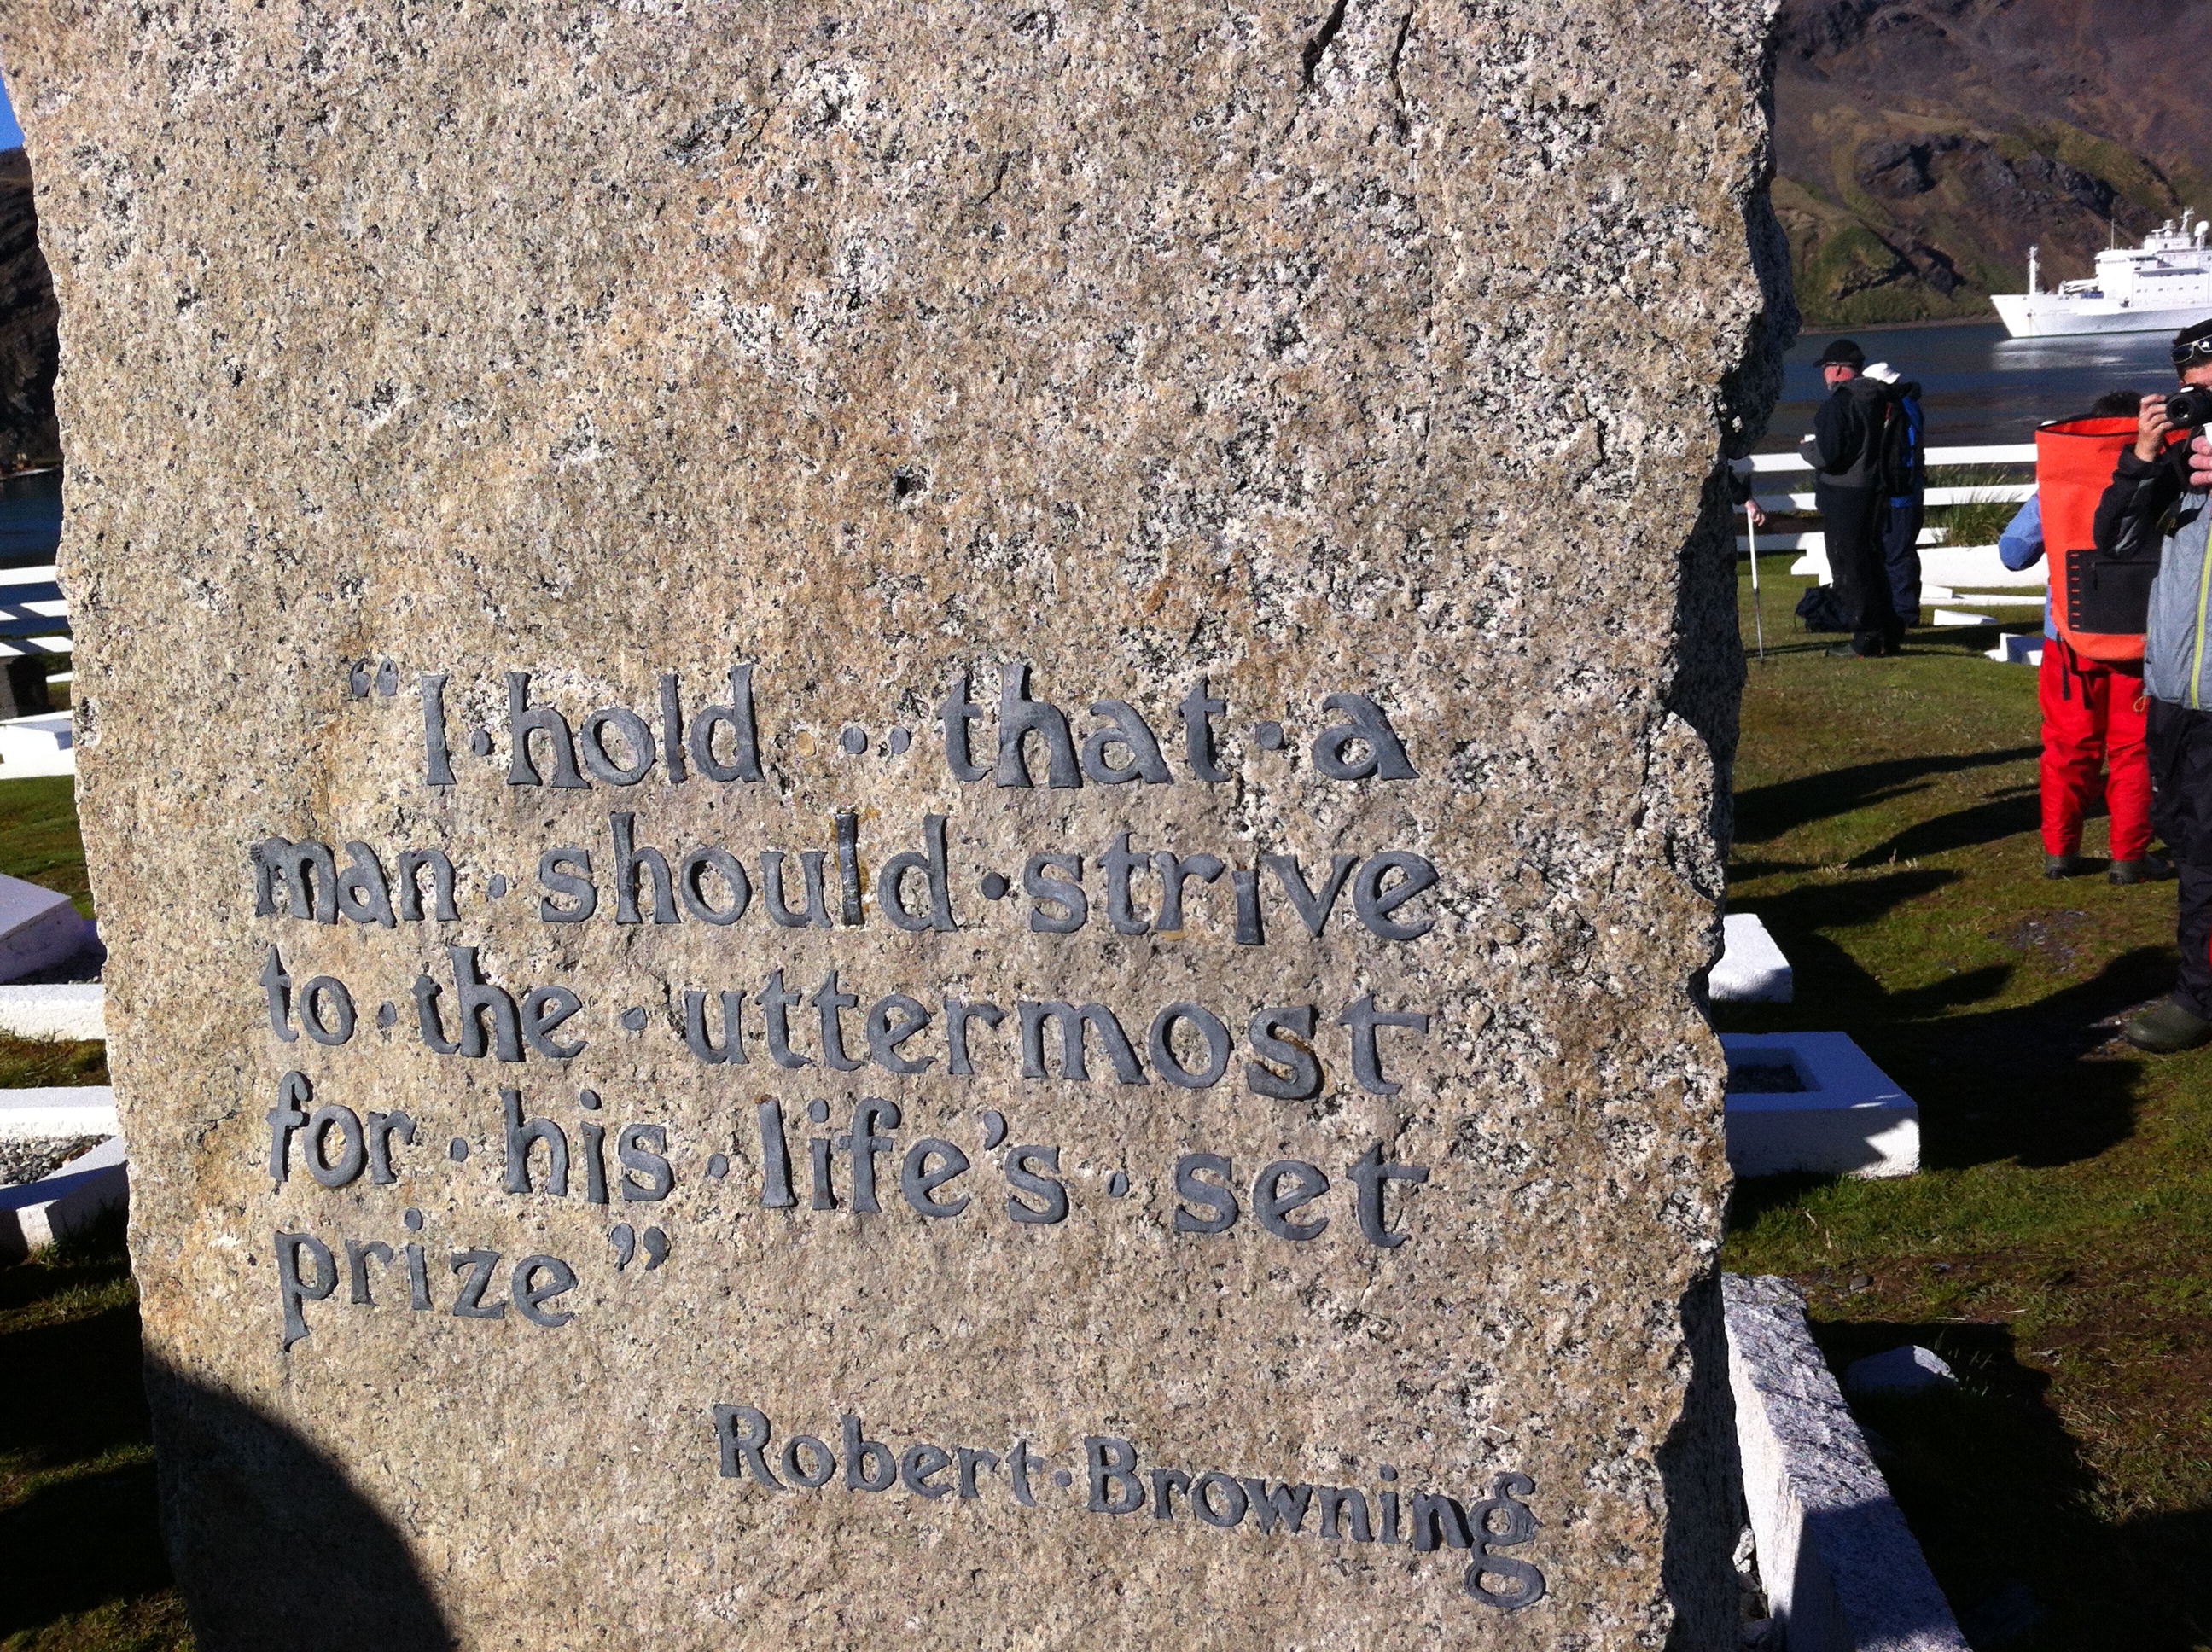 “I·hold···that·a
man·should·strive
to·the·uttermost
for·his·life’s·set
prize”
Robert·Browning